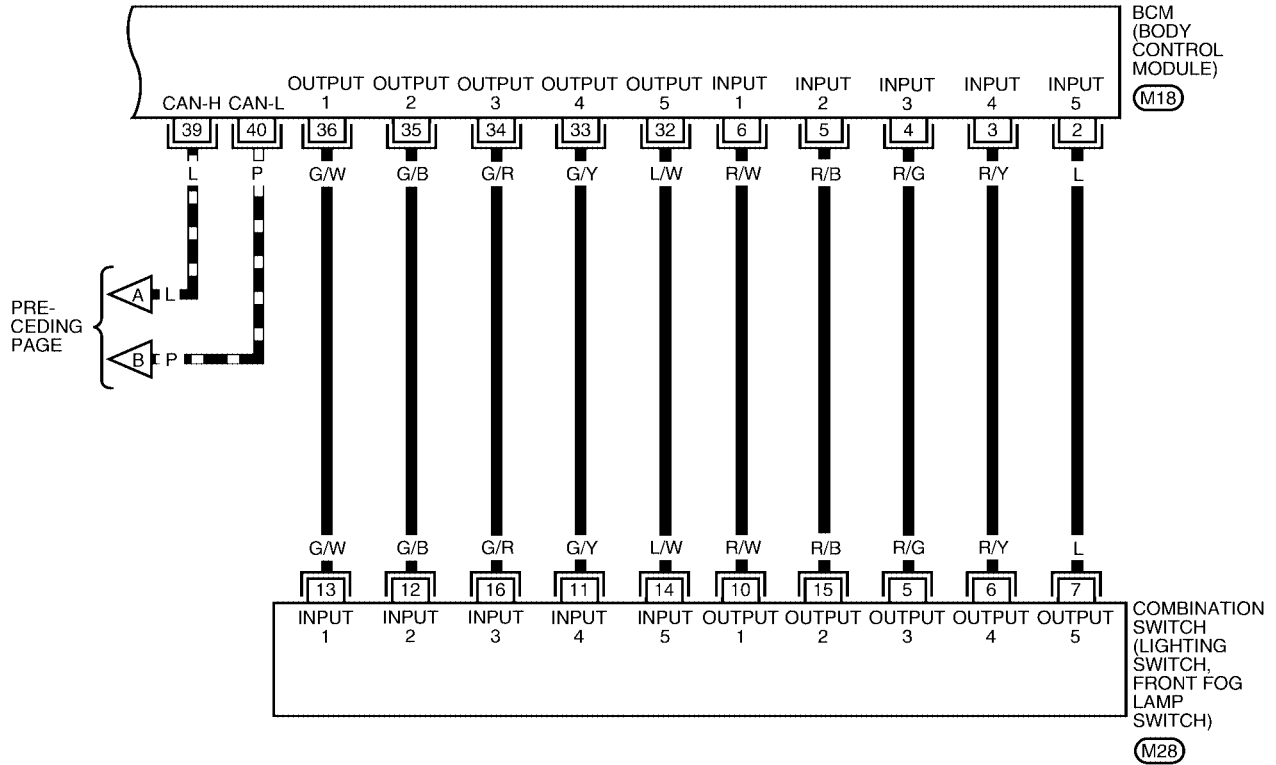 BCM
(BODY
CONTROL
MODULE)
M18
OUTPUT OUTPUT OUTPUT OUTPUT OUTPUT INPUT INPUT INPUT INPUT INPUT
CAN-H CAN-L 1 2 3 4 5 1 2 3 4 5
39 40 36 35 34 33 32 6 5 4 3 2
L P G/W G/B G/R G/Y L/W R/W R/B R/G R/Y L
A L
PRE-
CEDING
PAGE
B P
G/W G/B G/R G/Y L/W R/W R/B R/G R/Y L
13 12 16 11 14 10 15 5 6 7
INPUT INPUT INPUT INPUT INPUT OUTPUT OUTPUT OUTPUT OUTPUT OUTPUT
1 2 3 4 5 1 2 3 4 5
COMBINATION
SWITCH
(LIGHTING
SWITCH,
FRONT FOG
LAMP
SWITCH)
M28